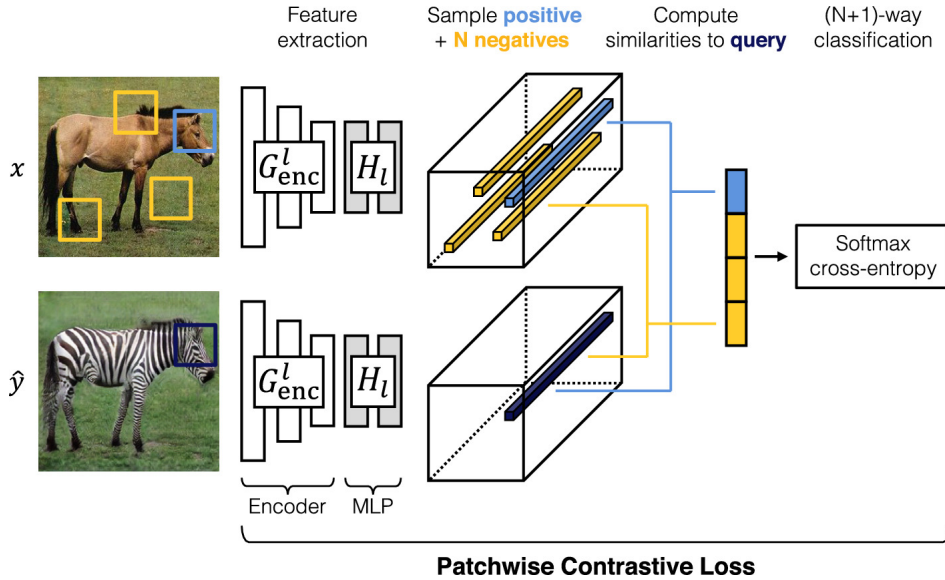 Feature
extraction
Sample positive
+ N negatives
Compute
similarities to query
(N+1)-way
classification
x
G^l_enc
H_l
Softmax
cross-entropy
ŷ
G^l_enc
H_l
Encoder
MLP
Patchwise Contrastive Loss